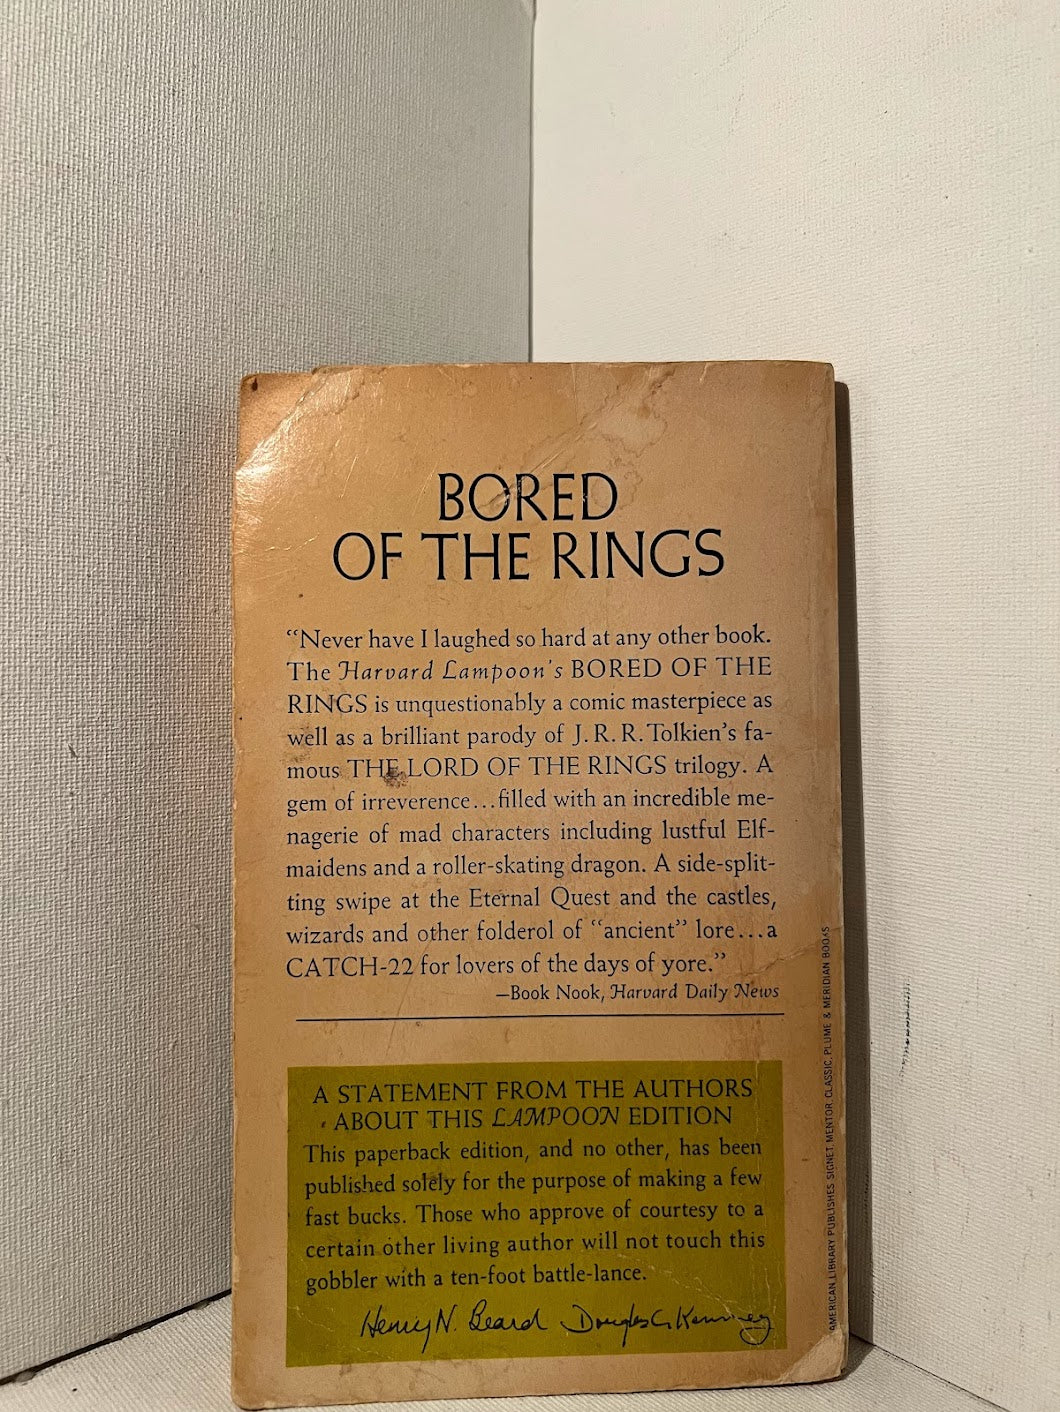 BORED
OF THE RINGS
“Never have I laughed so hard at any other book.
The Harvard Lampoon's BORED OF THE
RINGS is unquestionably a comic masterpiece as
well as a brilliant parody of J. R. R. Tolkien's fa-
mous THE LORD OF THE RINGS trilogy. A
gem of irreverence...filled with an incredible me-
nagerie of mad characters including lustful Elf-
maidens and a roller-skating dragon. A side-split-
ting swipe at the Eternal Quest and the castles,
wizards and other folderol of “ancient” lore...a
CATCH-22 for lovers of the days of yore.”
—Book Nook, Harvard Daily News
A STATEMENT FROM THE AUTHORS
ABOUT THIS LAMPOON EDITION
This paperback edition, and no other, has been
published solely for the purpose of making a few
fast bucks. Those who approve of courtesy to a
certain other living author will not touch this
gobbler with a ten-foot battle-lance.
Henry N. Beard Douglas C. Kenney
AMERICAN LIBRARY PUBLISHES SIGNET, MENTOR, CLASSIC, PLUME & MERIDIAN BOOKS